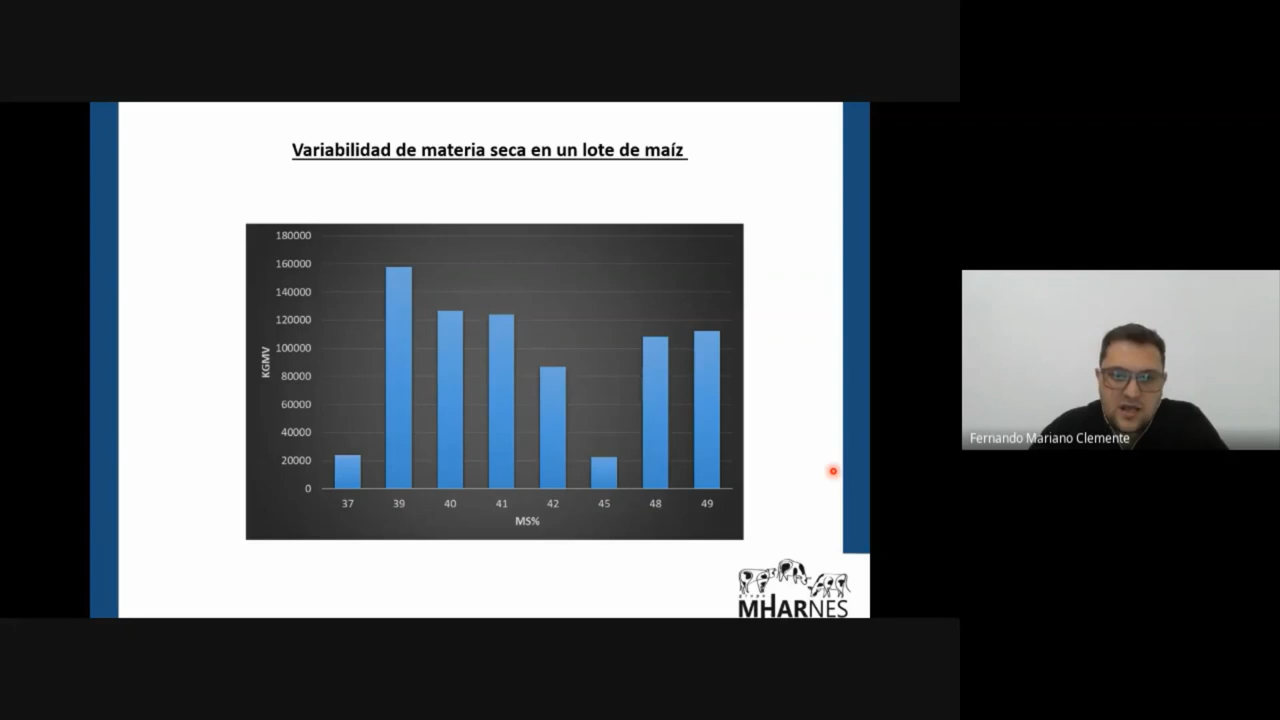 Variabilidad de materia seca en un lote de maíz
180000
160000
140000
120000
100000
80000
60000
40000
20000
0
KGMV
37 39 40 41 42 45 48 49
MS%
Fernando Mariano Clemente
grupo
MHARNES